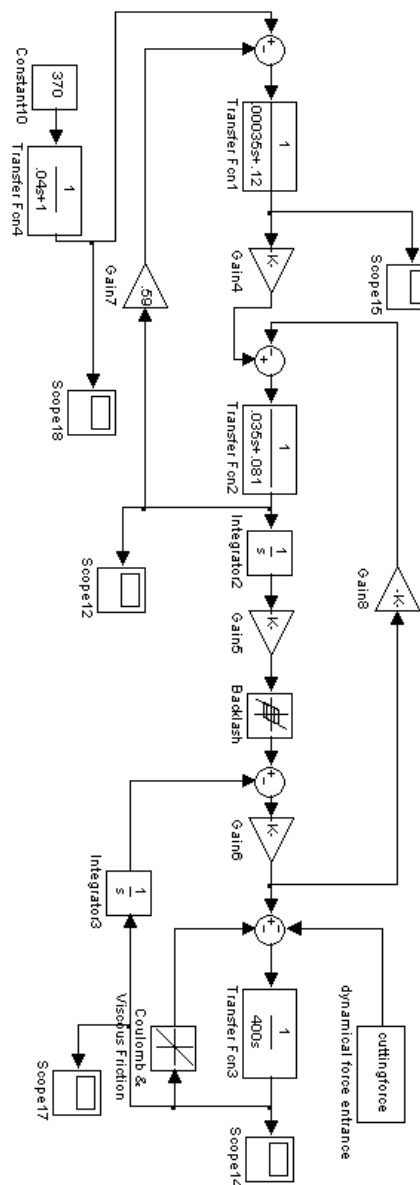 370
Constant10
1
.04s+1
Transfer Fcn4
Scope18
+
-
1
.00035s+.12
Transfer Fcn1
Scope15
K-
Gain4
.59
Gain7
-
+
1
.035s+.081
Transfer Fcn2
Scope12
1
s
Integrator2
K-
Gain5
-K-
Gain8
Backlash
+
-
K-
Gain6
1
s
Integrator3
-
+
-
1
400s
Transfer Fcn3
Coulomb &
Viscous Friction
cuttingforce
dynamical force entrance
Scope14
Scope17